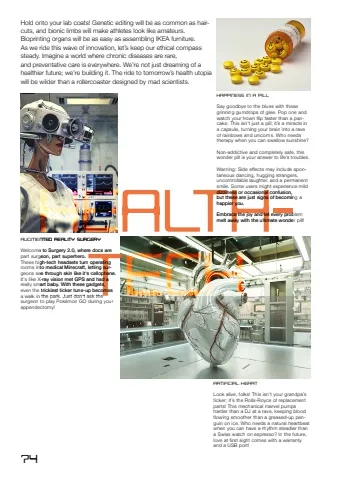 Hold onto your lab coats! Genetic editing will be as common as hair-
cuts, and bionic limbs will make athletes look like amateurs.
Bioprinting organs will be as easy as assembling IKEA furniture.
As we ride this wave of innovation, let's keep our ethical compass
steady. Imagine a world where chronic diseases are rare,
and preventative care is everywhere. We're not just dreaming of a
healthier future; we're building it. The ride to tomorrow's health utopia
will be wilder than a rollercoaster designed by mad scientists.
HAPPINESS IN A PILL
Say goodbye to the blues with these
grinning gumdrops of glee. Pop one and
watch your frown flip faster than a pan-
cake. This isn't just a pill; it's a miracle in
a capsule, turning your brain into a rave
of rainbows and unicorns. Who needs
therapy when you can swallow sunshine?
Non-addictive and completely safe, this
wonder pill is your answer to life's troubles.
Warning: Side effects may include spon-
taneous dancing, hugging strangers,
uncontrollable laughter, and a permanent
smile. Some users might experience mild
dizziness or occasional confusion,
but these are just signs of becoming a
happier you.
Embrace the joy and let every problem
melt away with the ultimate wonder pill!
HEALTH-
TECH
AUGMENTED REALITY SURGERY
Welcome to Surgery 2.0, where docs are
part surgeon, part superhero.
These high-tech headsets turn operating
rooms into medical Minecraft, letting sur-
geons see through skin like it's cellophane.
It's like X-ray vision met GPS and had a
really smart baby. With these gadgets,
even the trickiest ticker tune-up becomes
a walk in the park. Just don't ask the
surgeon to play Pokémon GO during your
appendectomy!
ARTIFICIAL HEART
Look alive, folks! This isn't your grandpa's
ticker; it's the Rolls-Royce of replacement
parts! This mechanical marvel pumps
harder than a DJ at a rave, keeping blood
flowing smoother than a greased-up pen-
guin on ice. Who needs a natural heartbeat
when you can have a rhythm steadier than
a Swiss watch on espresso? In the future,
love at first sight comes with a warranty
and a USB port!
74